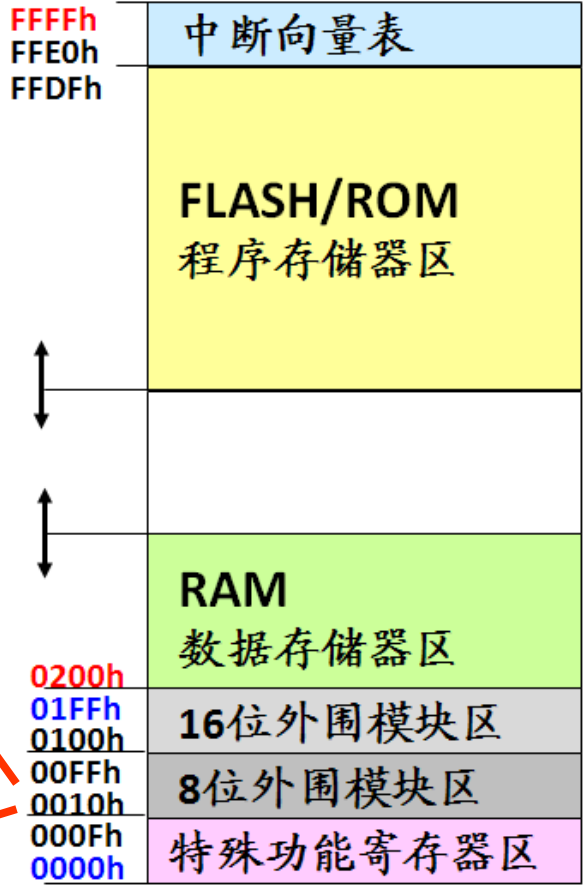 FFFFh
FFE0h
中断向量表
FFDFh
FLASH/ROM
程序存储器区
RAM
数据存储器区
0200h
01FFh
0100h
16位外围模块区
00FFh
0010h
8位外围模块区
000Fh
0000h
特殊功能寄存器区